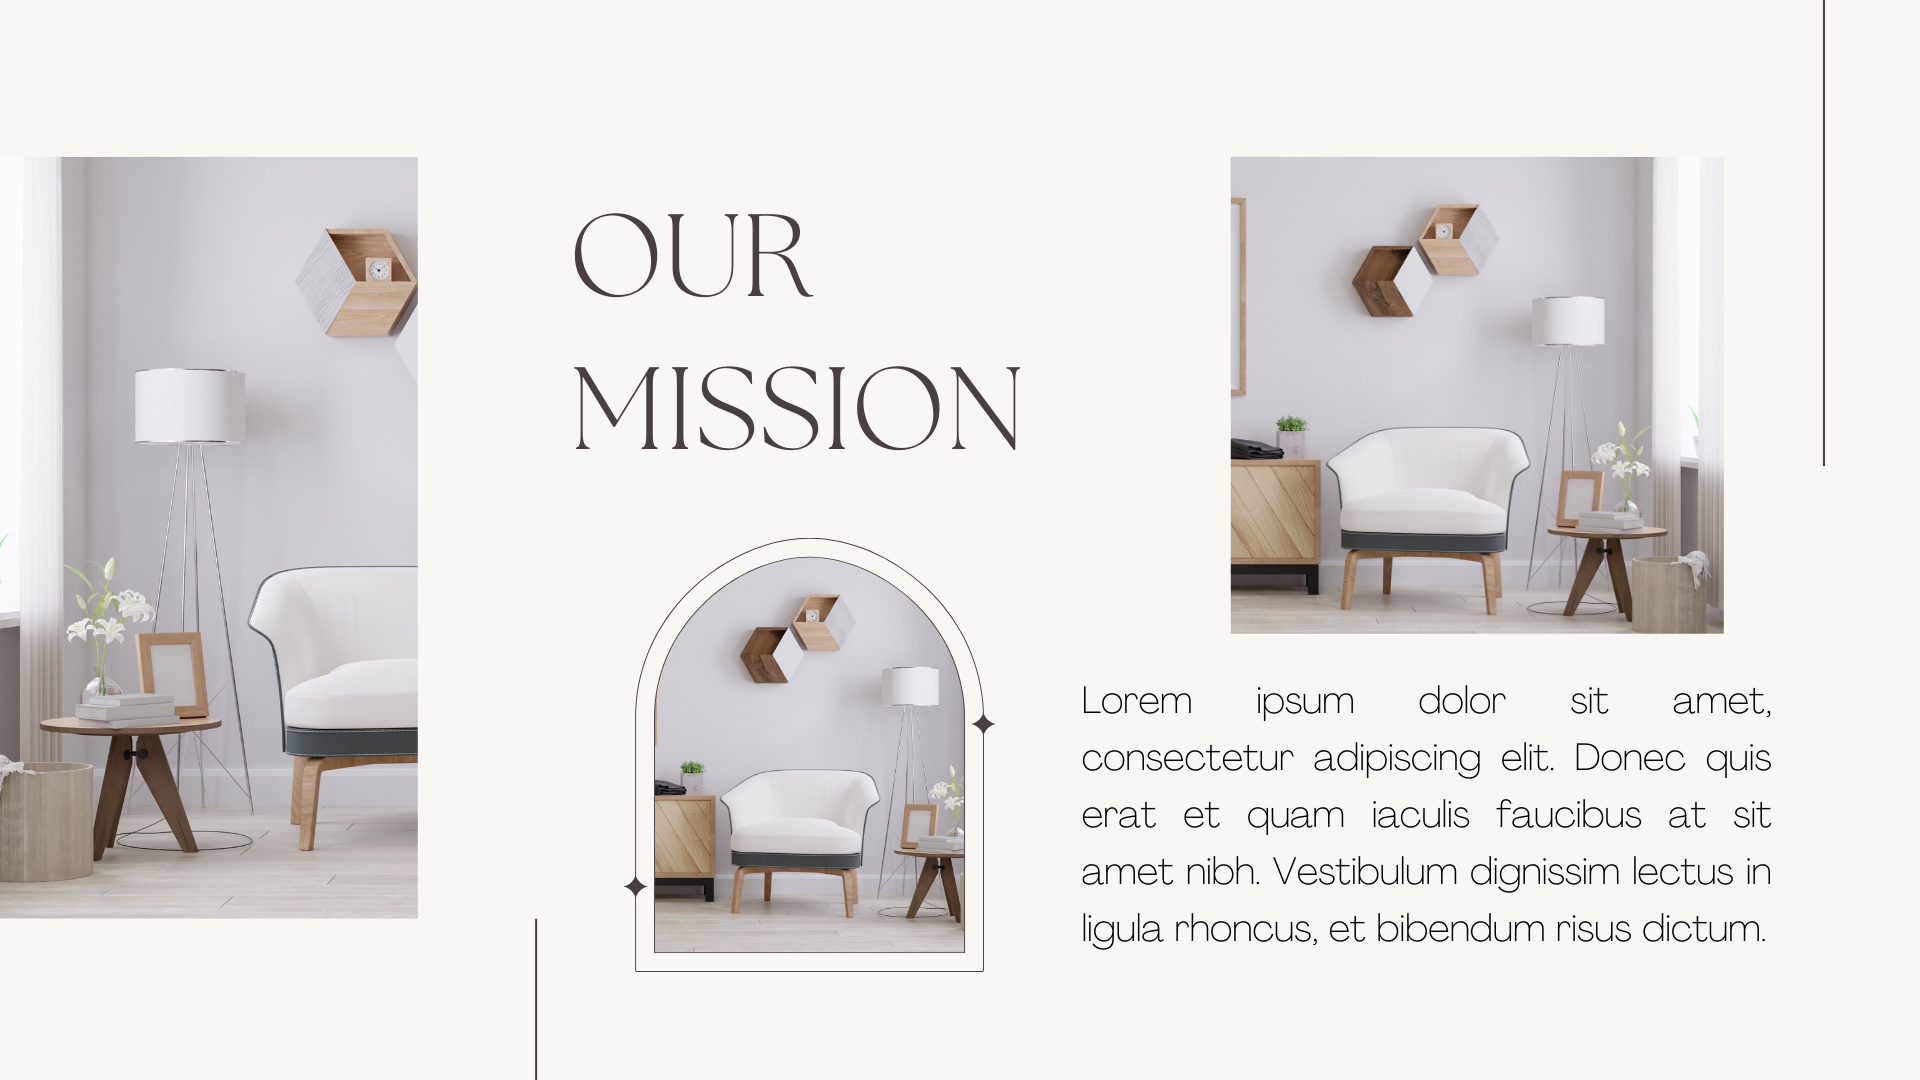 OUR
MISSION
Lorem ipsum dolor sit amet,
consectetur adipiscing elit. Donec quis
erat et quam iaculis faucibus at sit
amet nibh. Vestibulum dignissim lectus in
ligula rhoncus, et bibendum risus dictum.